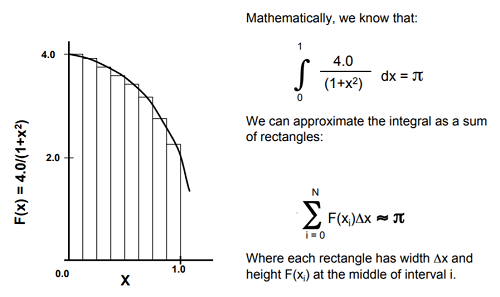 Mathematically, we know that:
1
∫ 4.0 / (1+x²) dx = π
0
We can approximate the integral as a sum
of rectangles:
N
∑ F(xᵢ)Δx ≈ π
i = 0
Where each rectangle has width Δx and
height F(xᵢ) at the middle of interval i.
F(x) = 4.0/(1+x²)
4.0
2.0
0.0
1.0
X